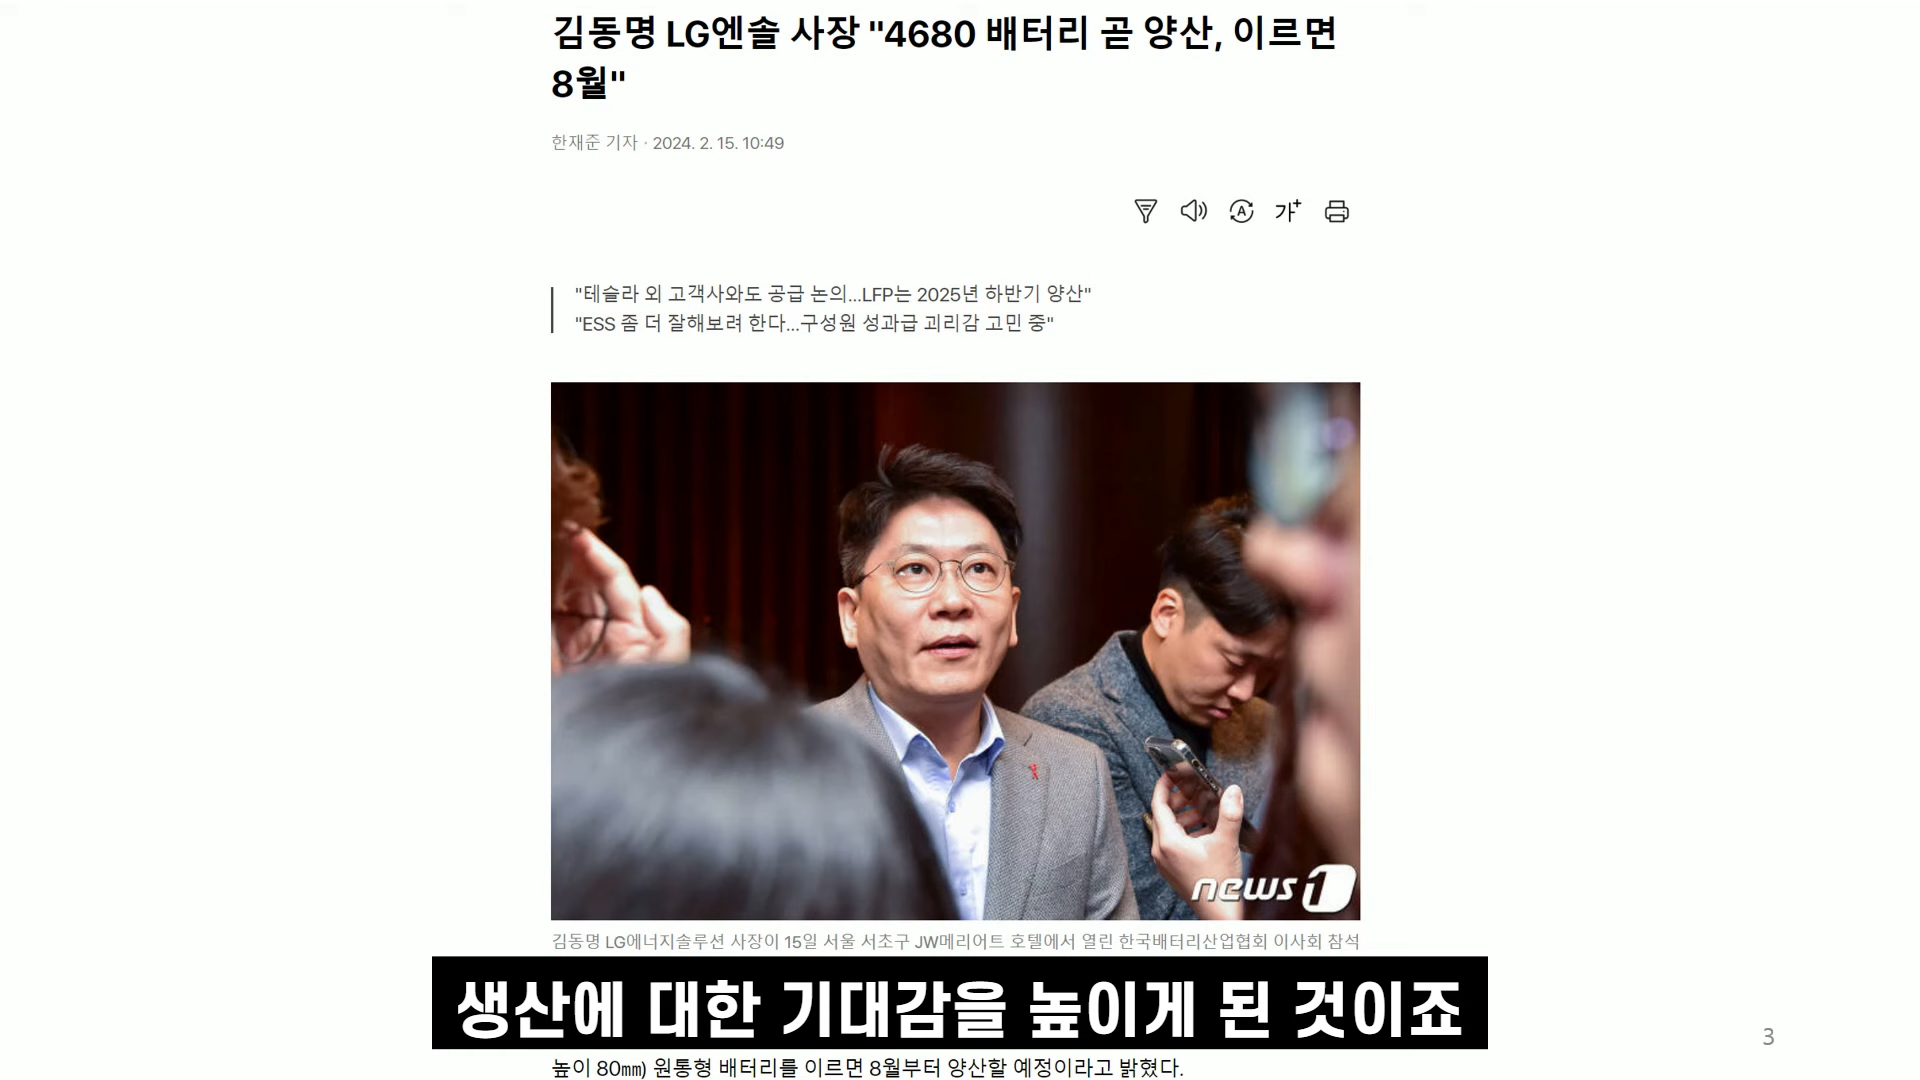 김동명 LG엔솔 사장 "4680 배터리 곧 양산, 이르면
8월"
한재준 기자 · 2024. 2. 15. 10:49
가+
"테슬라 외 고객사와도 공급 논의...LFP는 2025년 하반기 양산"
"ESS 좀 더 잘해보려 한다...구성원 성과급 괴리감 고민 중"
news1
김동명 LG에너지솔루션 사장이 15일 서울 서초구 JW메리어트 호텔에서 열린 한국배터리산업협회 이사회 참석
생산에 대한 기대감을 높이게 된 것이죠
3
높이 80㎜) 원통형 배터리를 이르면 8월부터 양산할 예정이라고 밝혔다.